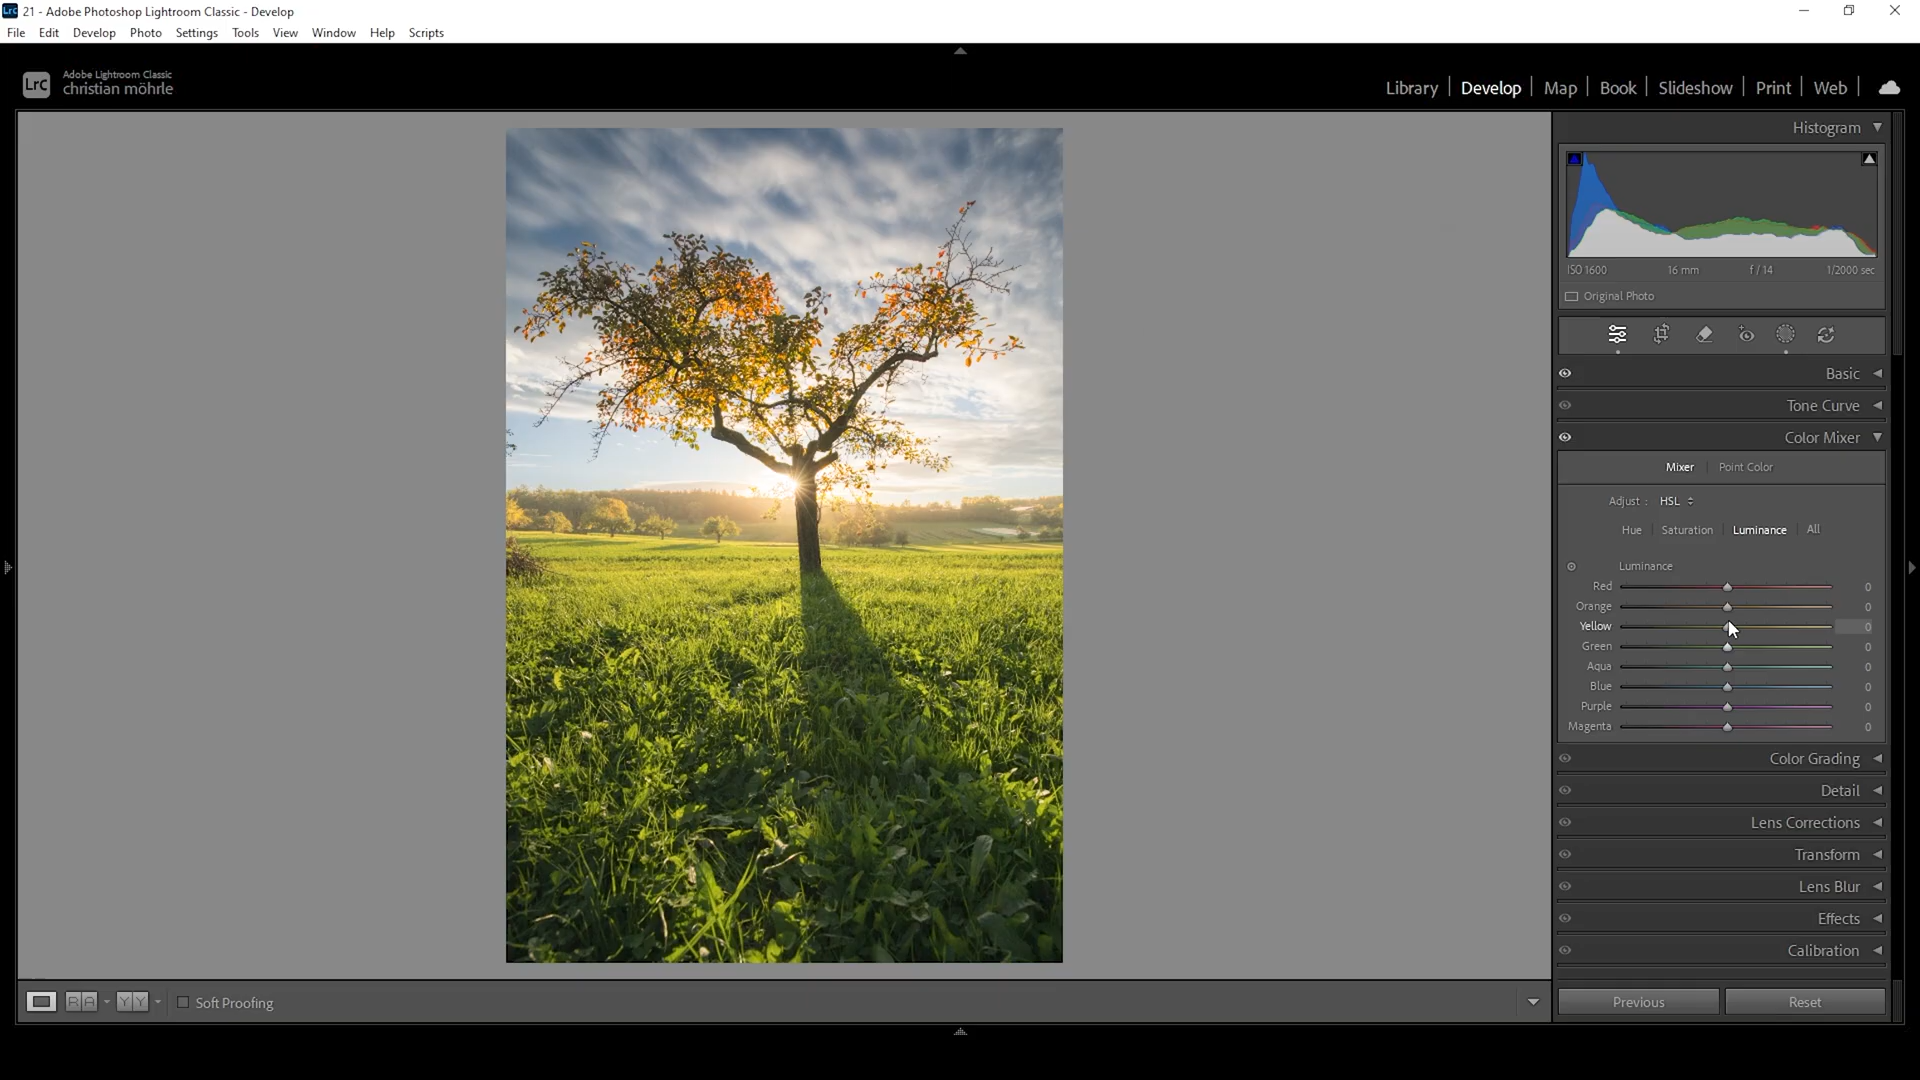 21 - Adobe Photoshop Lightroom Classic - Develop
File Edit Develop Photo Settings Tools View Window Help Scripts
LrC
Adobe Lightroom Classic
christian möhrle
Library | Develop | Map | Book | Slideshow | Print | Web |
Histogram
ISO 1600 16 mm f / 14 1/2000 sec
Original Photo
Basic
Tone Curve
Color Mixer
Mixer | Point Color
Adjust : HSL
Hue | Saturation | Luminance | All
Luminance
Red 0
Orange 0
Yellow 0
Green 0
Aqua 0
Blue 0
Purple 0
Magenta 0
Color Grading
Detail
Lens Corrections
Transform
Lens Blur
Effects
Calibration
R A Y Y Soft Proofing
Previous Reset